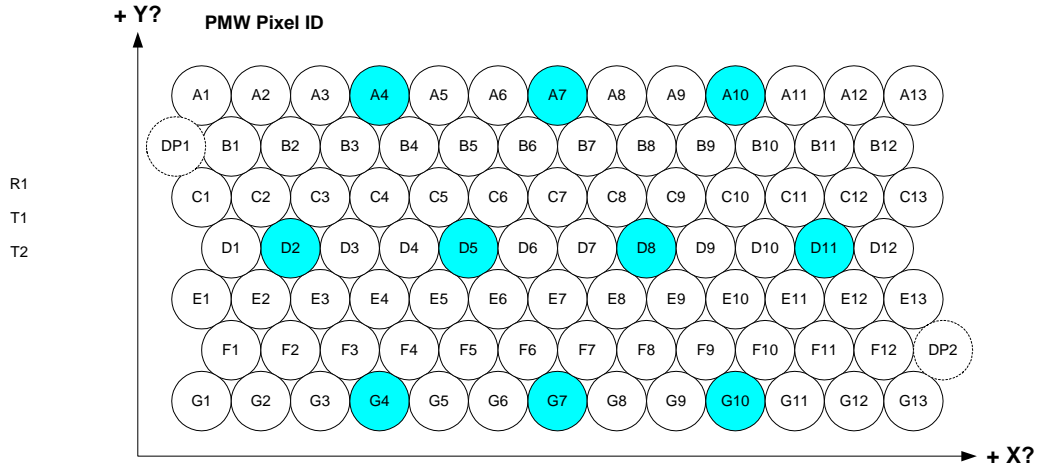 + Y?
PMW Pixel ID
A1 A2 A3 A4 A5 A6 A7 A8 A9 A10 A11 A12 A13
DP1 B1 B2 B3 B4 B5 B6 B7 B8 B9 B10 B11 B12
R1
C1 C2 C3 C4 C5 C6 C7 C8 C9 C10 C11 C12 C13
T1
T2
D1 D2 D3 D4 D5 D6 D7 D8 D9 D10 D11 D12
E1 E2 E3 E4 E5 E6 E7 E8 E9 E10 E11 E12 E13
F1 F2 F3 F4 F5 F6 F7 F8 F9 F10 F11 F12 DP2
G1 G2 G3 G4 G5 G6 G7 G8 G9 G10 G11 G12 G13
+ X?